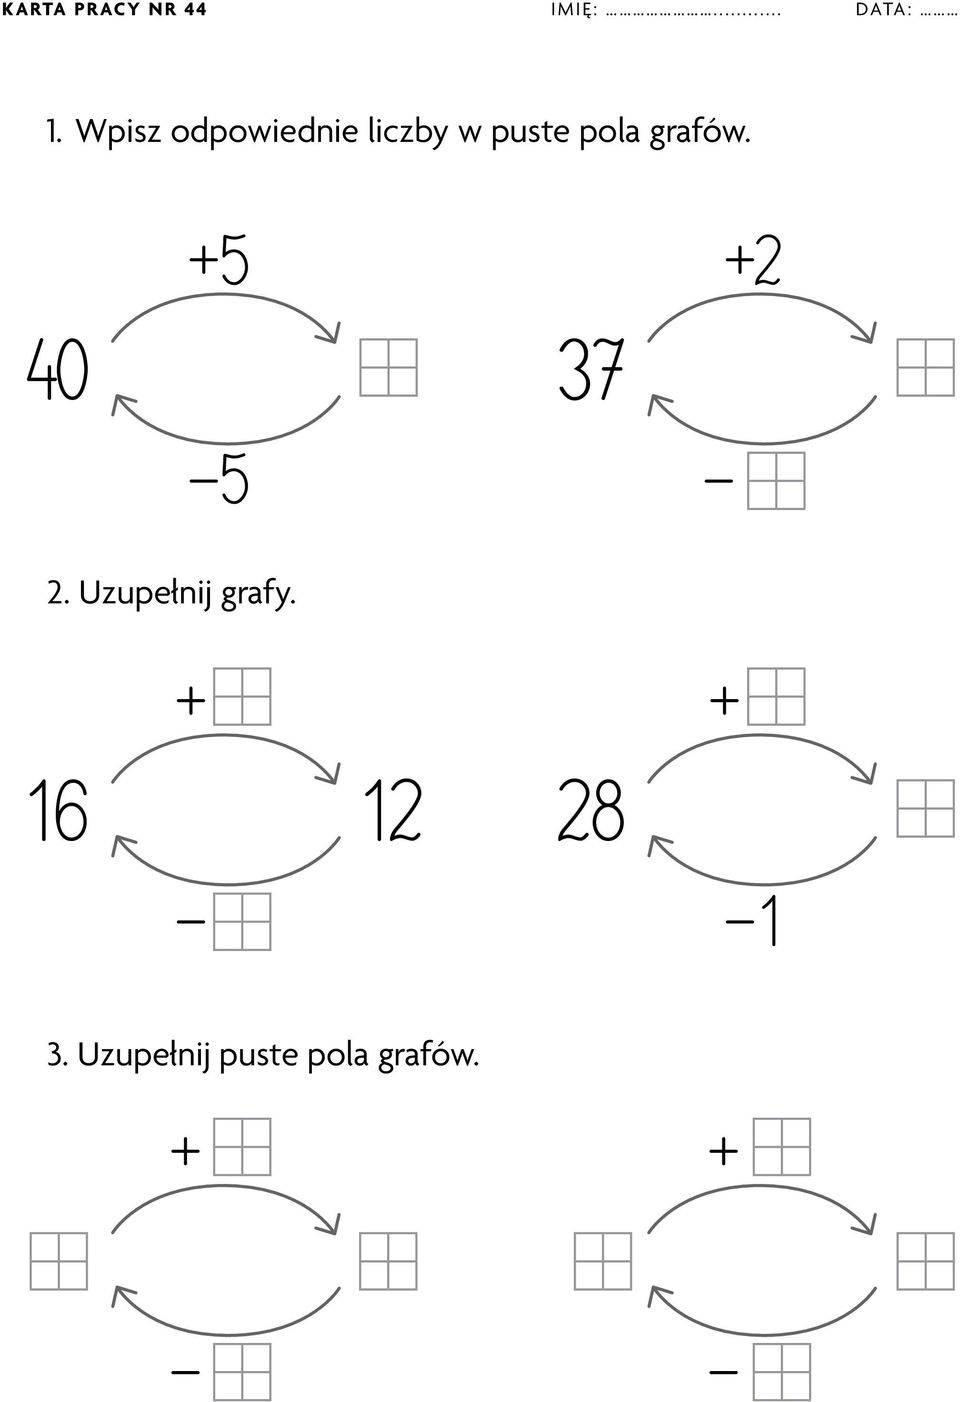 KARTA PRACY NR 44 IMIĘ: ................................... DATA: .........
1. Wpisz odpowiednie liczby w puste pola grafów.
+5 +2
40 37
–5 –
2. Uzupełnij grafy.
+ +
16 12 28
– –1
3. Uzupełnij puste pola grafów.
+ +
– –